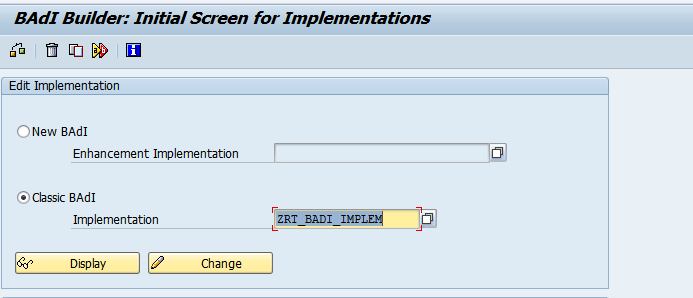 BAdI Builder: Initial Screen for Implementations
Edit Implementation
New BAdI
Enhancement Implementation
Classic BAdI
Implementation ZRT_BADI_IMPLEM
Display Change